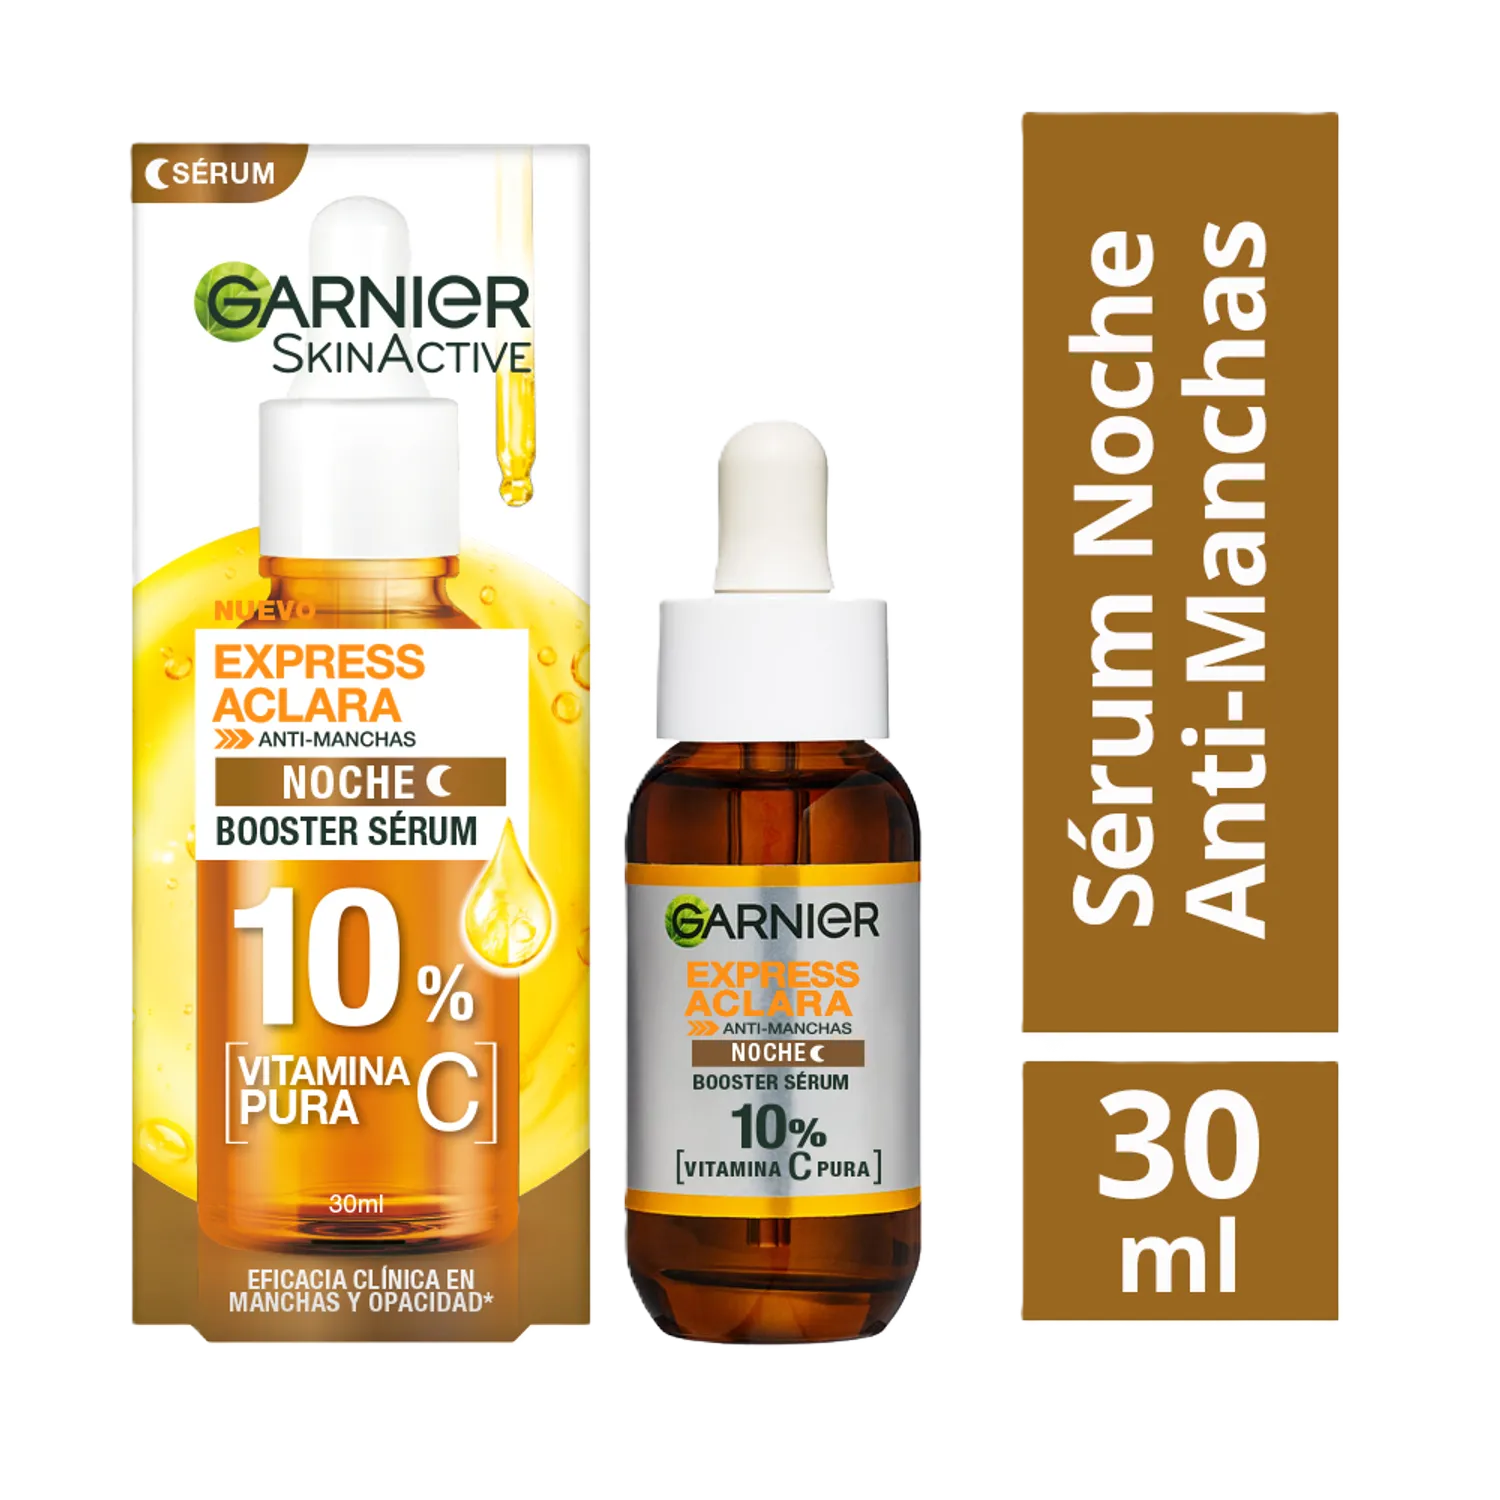 SÉRUM
GARNIER
SKINACTIVE
NUEVO
EXPRESS
ACLARA
ANTI-MANCHAS
NOCHE
BOOSTER SÉRUM
10%
[VITAMINA
PURA C]
30ml
EFICACIA CLÍNICA EN
MANCHAS Y OPACIDAD*
GARNIER
EXPRESS
ACLARA
ANTI-MANCHAS
NOCHE
BOOSTER SÉRUM
10%
[VITAMINA C PURA]
Sérum Noche
Anti-Manchas
30
ml